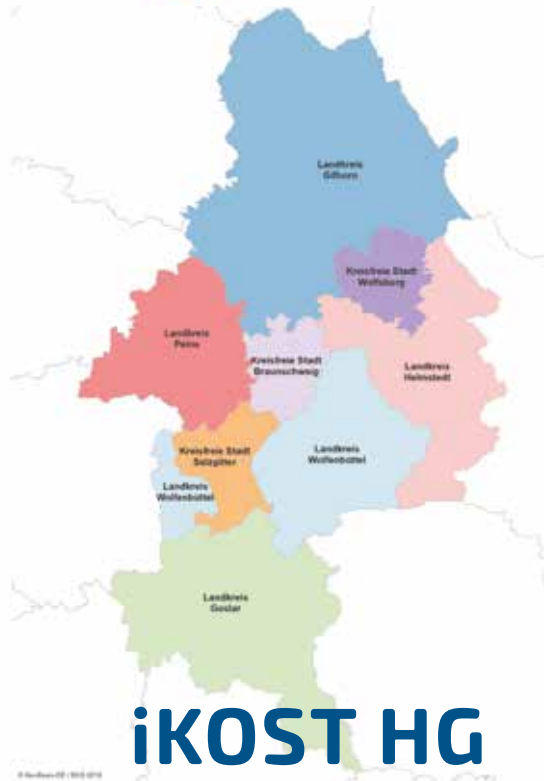 Landkreis
Gifhorn
Kreisfreie Stadt
Wolfsburg
Landkreis
Peine
Kreisfreie Stadt
Braunschweig
Landkreis
Helmstedt
Kreisfreie Stadt
Salzgitter
Landkreis
Wolfenbüttel
Landkreis
Wolfenbüttel
Landkreis
Goslar
iKOST HG